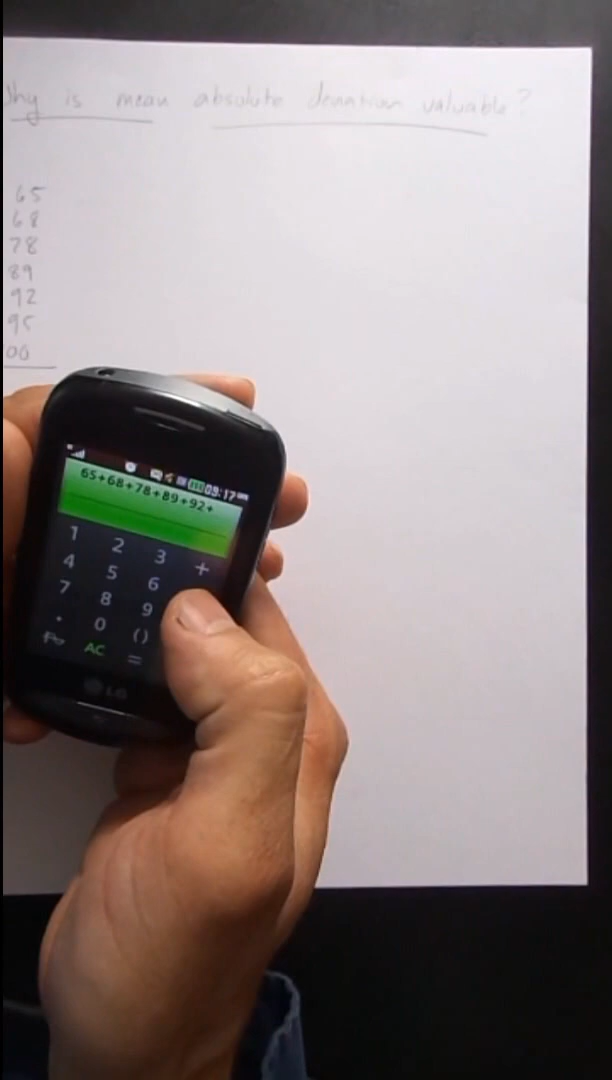 Why is mean absolute deviation valuable?
65
68
78
89
92
95
00
09:17
65+68+78+89+92+
1 2 3 +
4 5 6
7 8 9
. 0 ()
AC =
LG